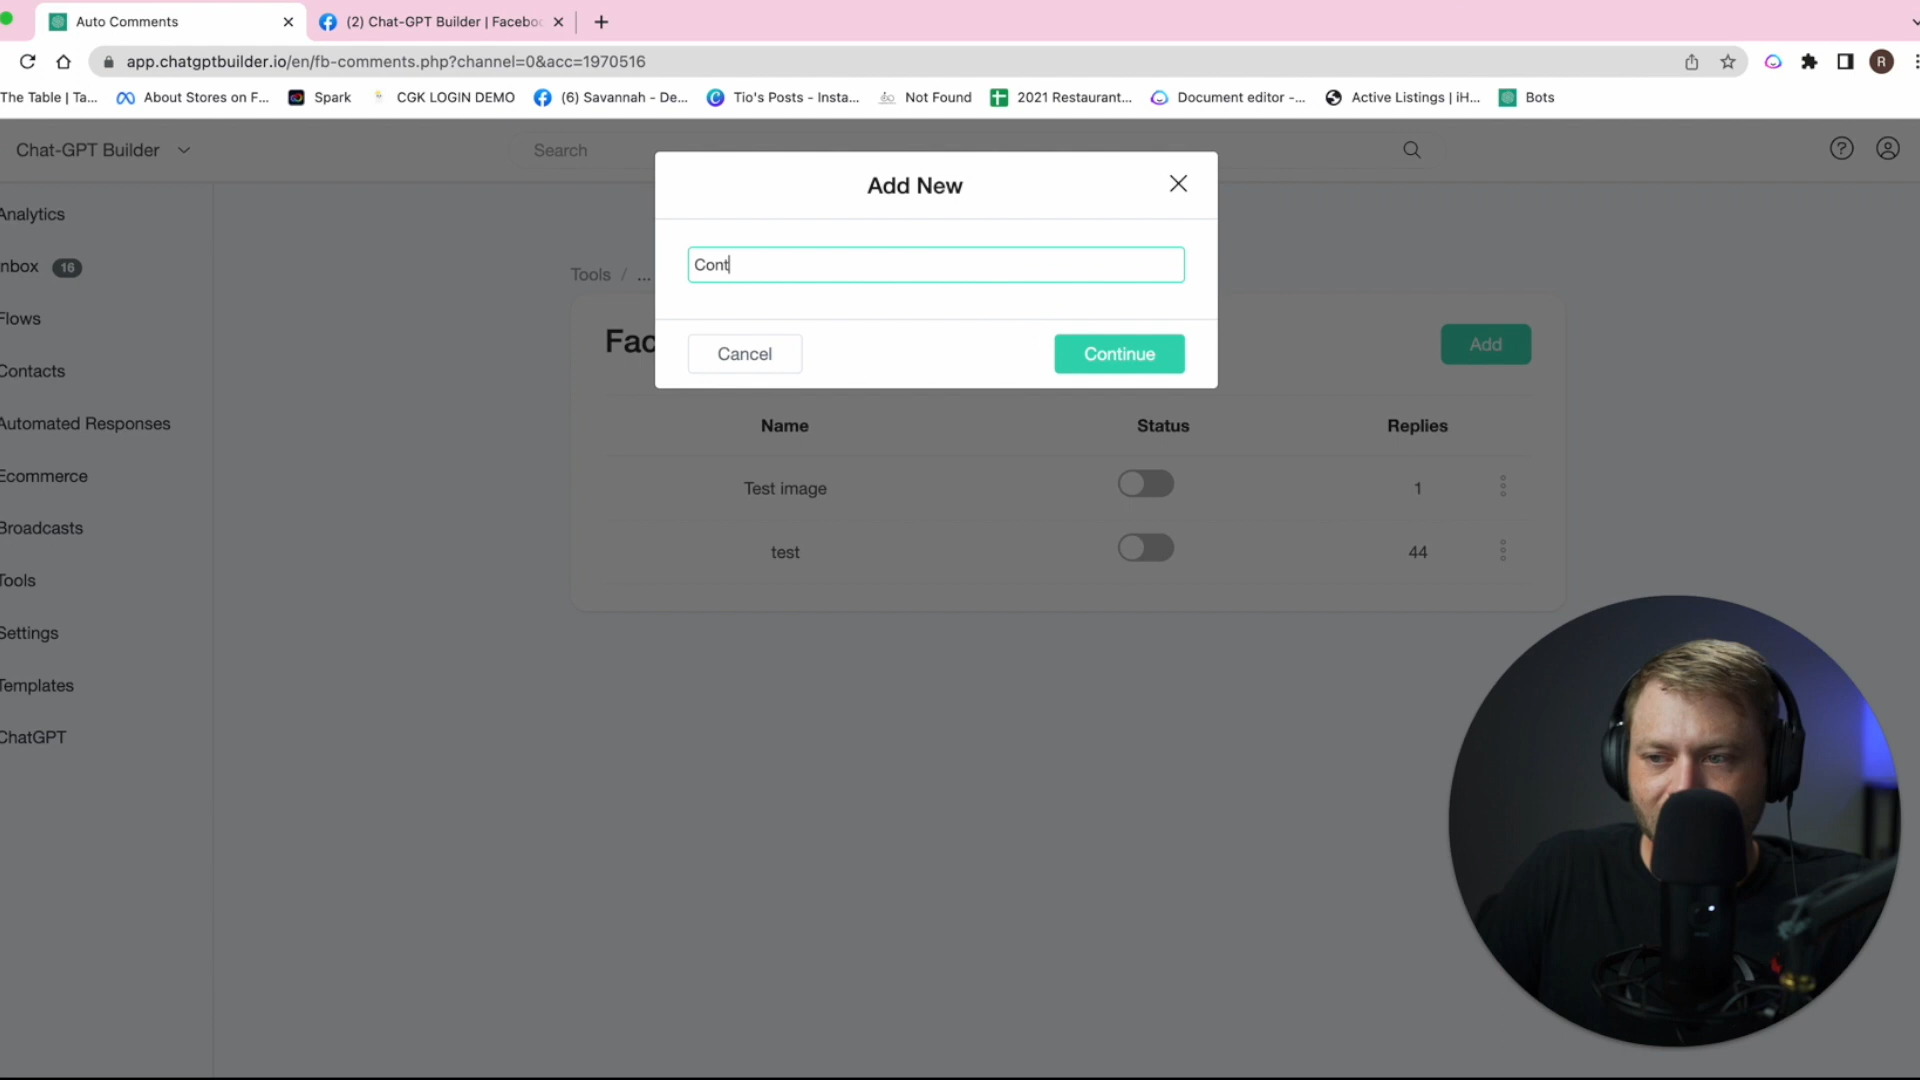 Auto Comments
(2) Chat-GPT Builder | Facebo
app.chatgptbuilder.io/en/fb-comments.php?channel=0&acc=1970516
R
The Table | Ta...
About Stores on F...
Spark
CGK LOGIN DEMO
(6) Savannah - De...
Tio's Posts - Insta...
Not Found
2021 Restaurant...
Document editor -...
Active Listings | iH...
Bots
Chat-GPT Builder
Search
Analytics
nbox 16
Flows
Contacts
Automated Responses
Ecommerce
Broadcasts
Tools
Settings
Templates
ChatGPT
Add New
Cont
Cancel
Continue
Tools / ...
Fac
Add
Name Status Replies
Test image 1
test 44